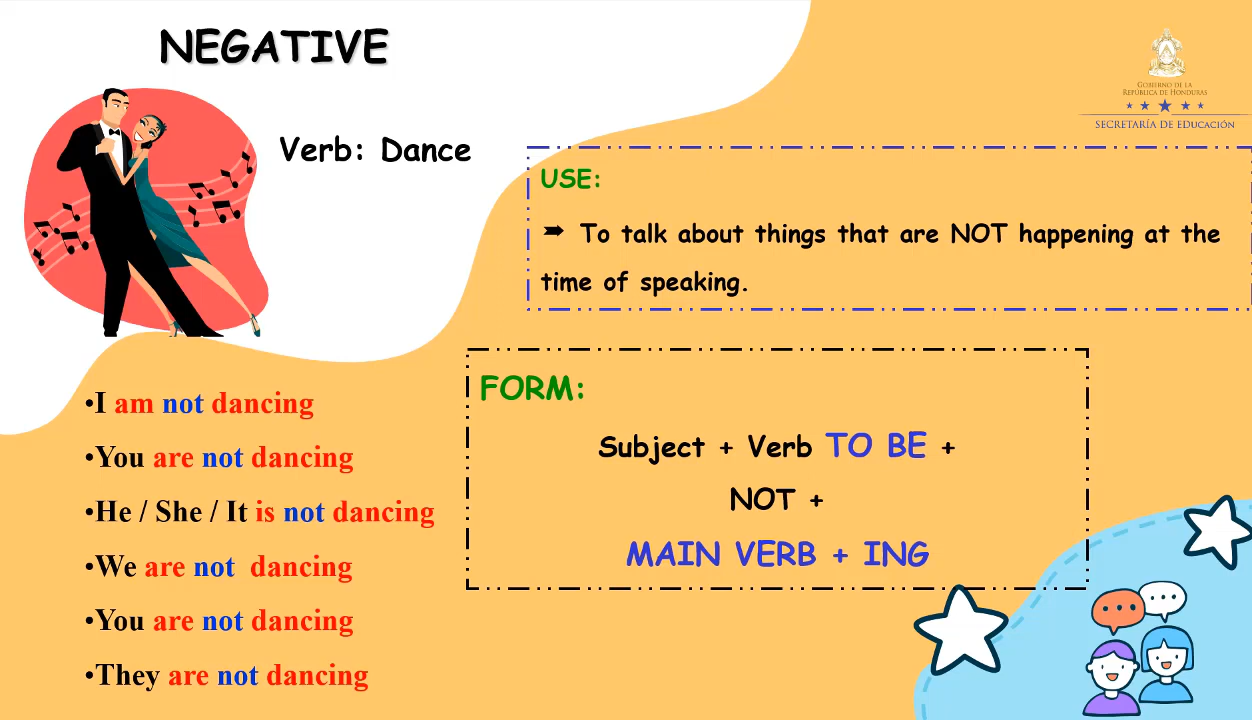 NEGATIVE
GOBIERNO DE LA
REPÚBLICA DE HONDURAS
SECRETARÍA DE EDUCACIÓN
Verb: Dance
USE:
➡ To talk about things that are NOT happening at the
time of speaking.
FORM:
Subject + Verb TO BE +
NOT +
MAIN VERB + ING
•I am not dancing
•You are not dancing
•He / She / It is not dancing
•We are not dancing
•You are not dancing
•They are not dancing